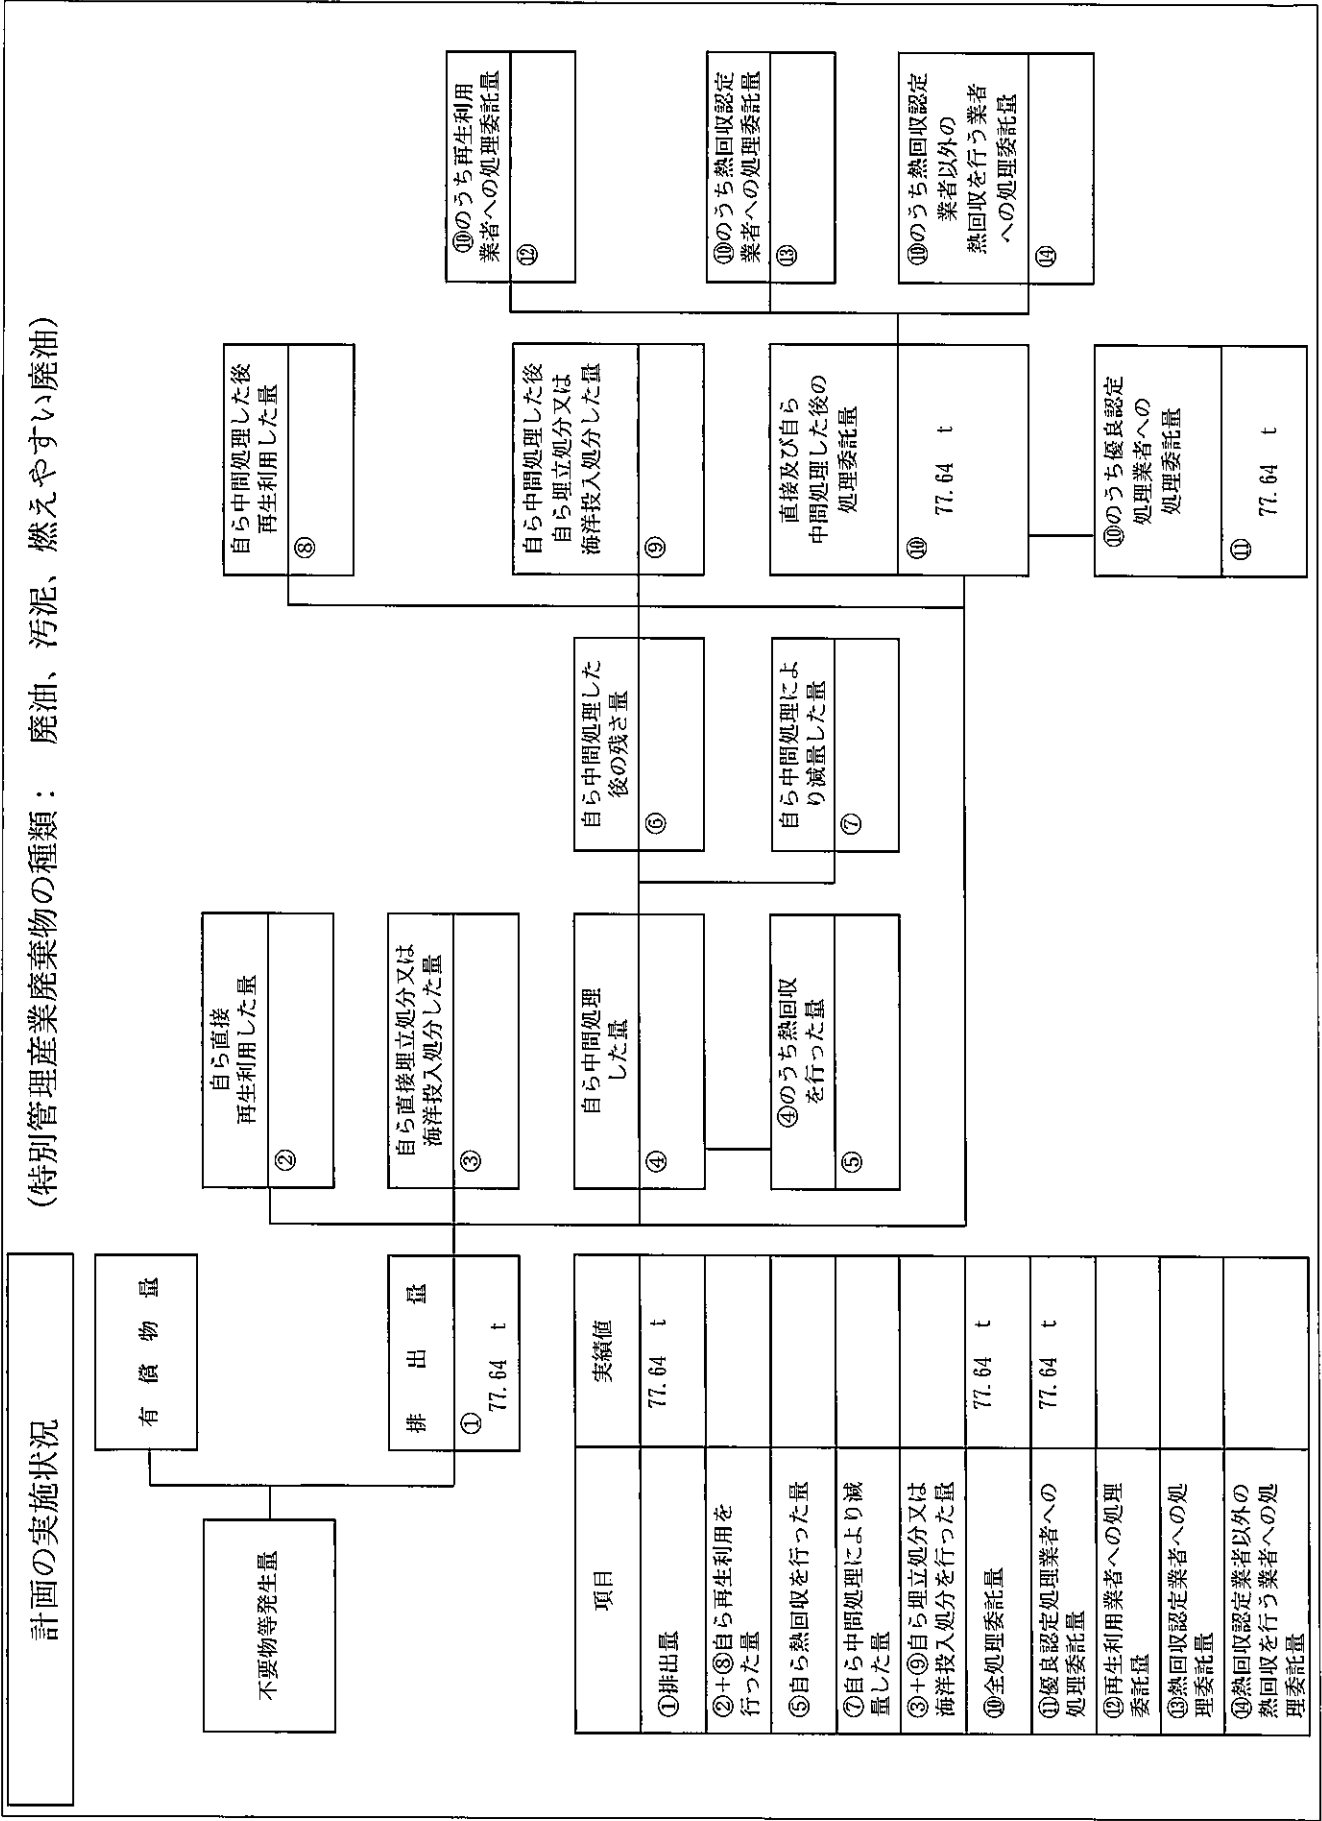 計画の実施状況
(特別管理産業廃棄物の種類： 廃油、汚泥、燃えやすい廃油)
不要物等発生量
有 償 物 量
排 出 量
①
77.64 t
自ら直接
再生利用した量
②
自ら直接埋立処分又は
海洋投入処分した量
③
自ら中間処理
した量
④
④のうち熱回収
を行った量
⑤
自ら中間処理した
後の残さ量
⑥
自ら中間処理によ
り減量した量
⑦
自ら中間処理した後
再生利用した量
⑧
自ら中間処理した後
自ら埋立処分又は
海洋投入処分した量
⑨
直接及び自ら
中間処理した後の
処理委託量
⑩
77.64 t
⑩のうち優良認定
処理業者への
処理委託量
⑪
77.64 t
⑩のうち再生利用
業者への処理委託量
⑫
⑩のうち熱回収認定
業者への処理委託量
⑬
⑩のうち熱回収認定
業者以外の
熱回収を行う業者
への処理委託量
⑭
項目 実績値
①排出量 77.64 t
②+⑧自ら再生利用を
行った量
⑤自ら熱回収を行った量
⑦自ら中間処理により減
量した量
③+⑨自ら埋立処分又は
海洋投入処分を行った量
⑩全処理委託量 77.64 t
⑪優良認定処理業者への
処理委託量 77.64 t
⑫再生利用業者への処理
委託量
⑬熱回収認定業者への処
理委託量
⑭熱回収認定業者以外の
熱回収を行う業者への処
理委託量